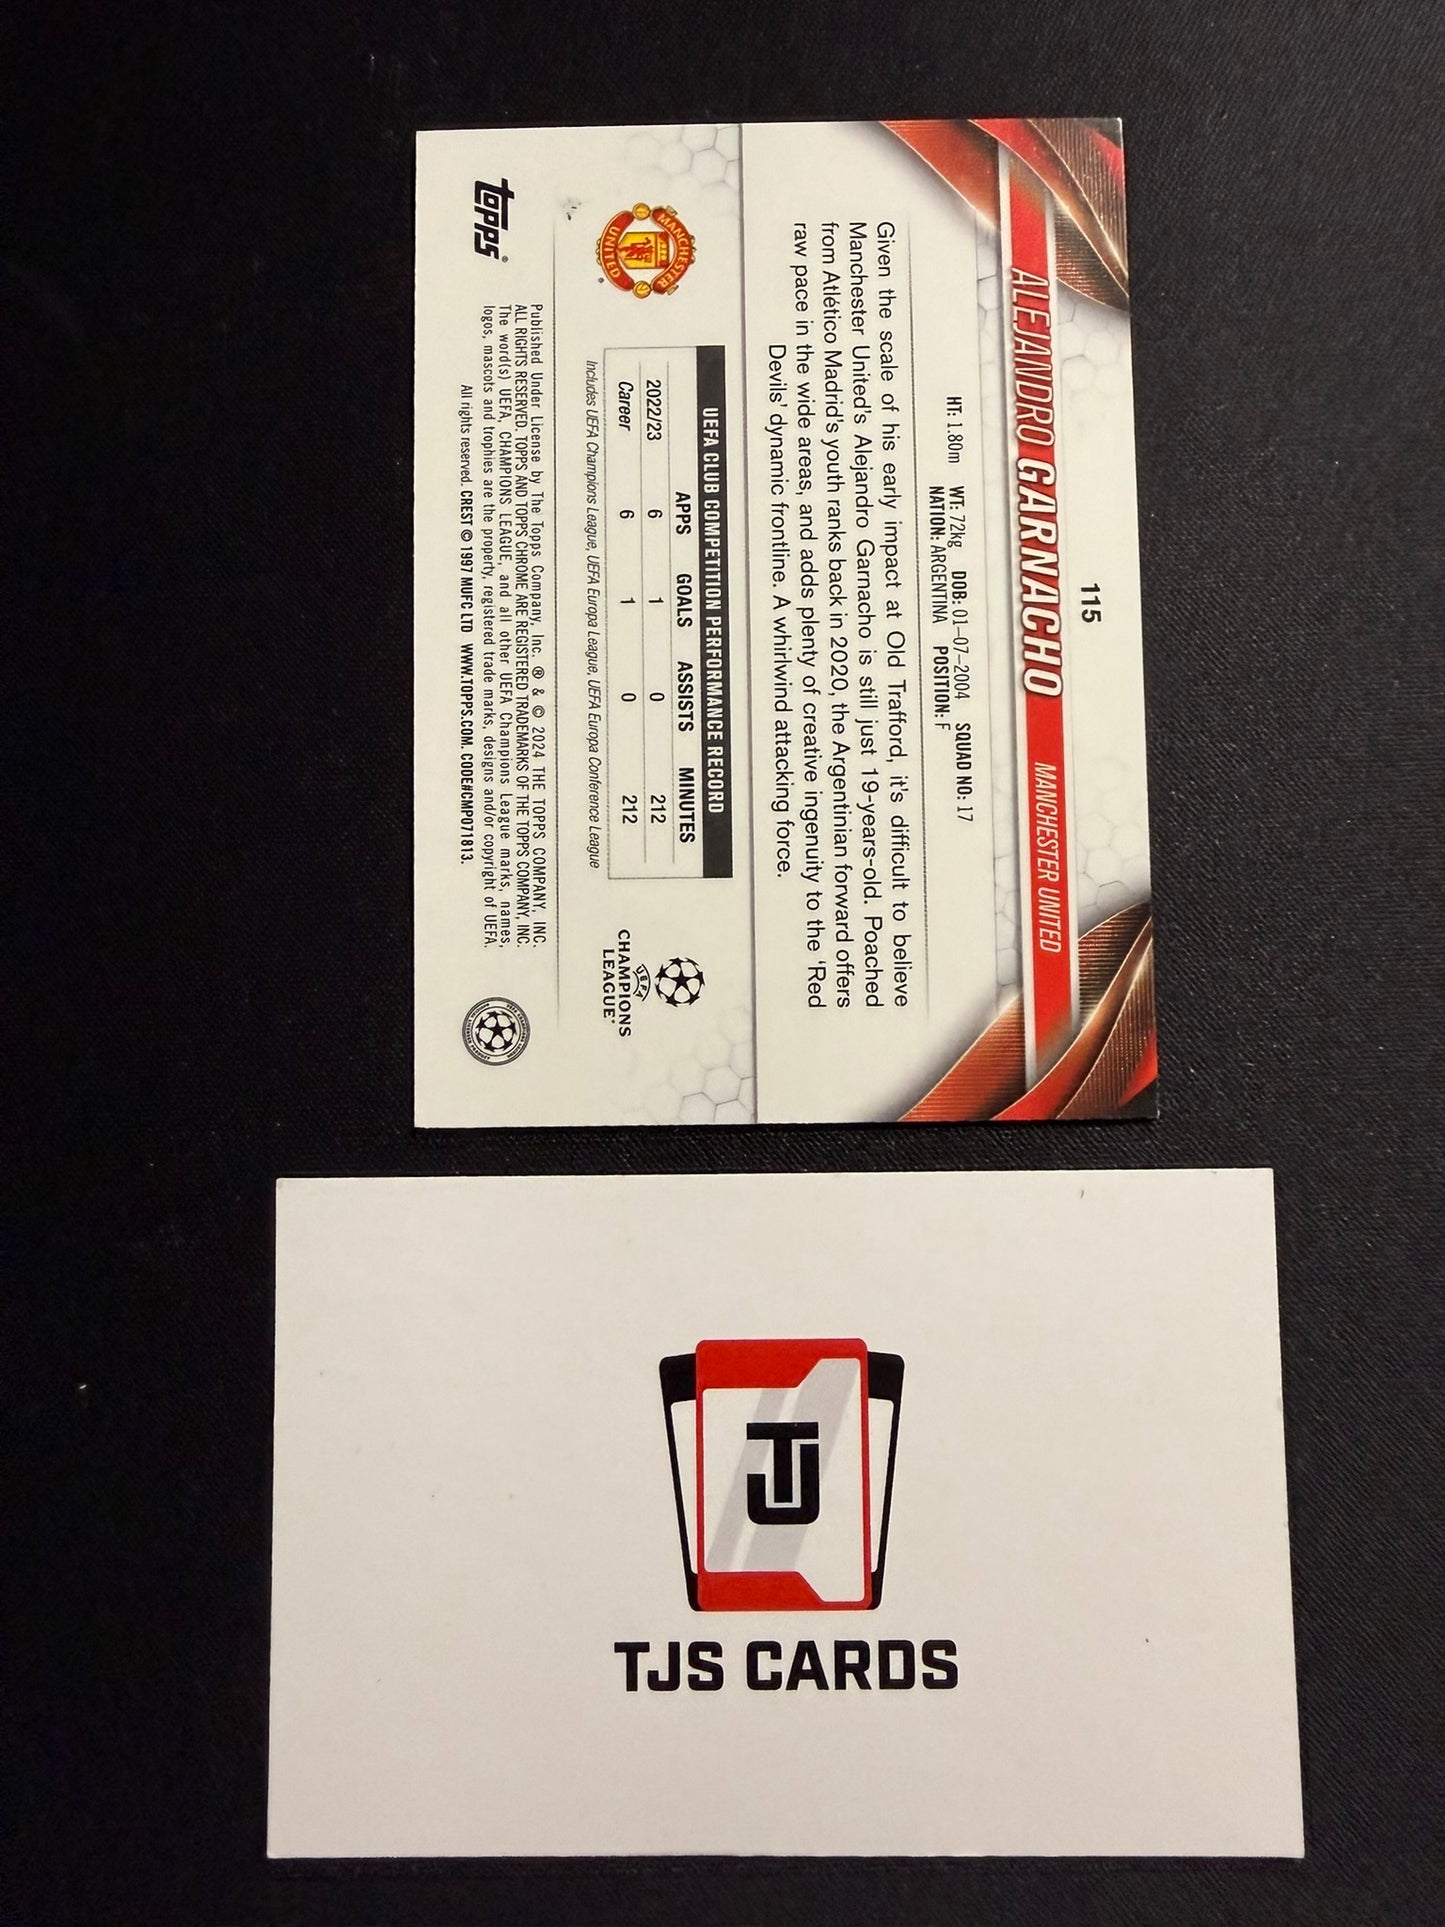 115
ALEJANDRO GARNACHO MANCHESTER UNITED
HT: 1.80m WT: 72kg DOB: 01–07–2004 SQUAD NO: 17
NATION: ARGENTINA POSITION: F
Given the scale of his early impact at Old Trafford, it's difficult to believe
Manchester United's Alejandro Garnacho is still just 19-years-old. Poached
from Atlético Madrid's youth ranks back in 2020, the Argentinian forward offers
raw pace in the wide areas, and adds plenty of creative ingenuity to the ‘Red
Devils’ dynamic frontline. A whirlwind attacking force.
MANCHESTER
UNITED
®
UEFA CLUB COMPETITION PERFORMANCE RECORD
APPS GOALS ASSISTS MINUTES
2022/23 6 1 0 212
Career 6 1 0 212
Includes UEFA Champions League, UEFA Europa League, UEFA Europa Conference League
UEFA
CHAMPIONS
LEAGUE®
topps®
Published Under License by The Topps Company, Inc. ® & © 2024 THE TOPPS COMPANY, INC.
ALL RIGHTS RESERVED. TOPPS AND TOPPS CHROME ARE REGISTERED TRADEMARKS OF THE TOPPS COMPANY, INC.
The word(s) UEFA, CHAMPIONS LEAGUE, and all other UEFA Champions League marks, names,
logos, mascots and trophies are the property, registered trade marks, designs and/or copyright of UEFA.
All rights reserved. CREST © 1997 MUFC LTD WWW.TOPPS.COM. CODE#CMP071813.
TJ
TJS CARDS